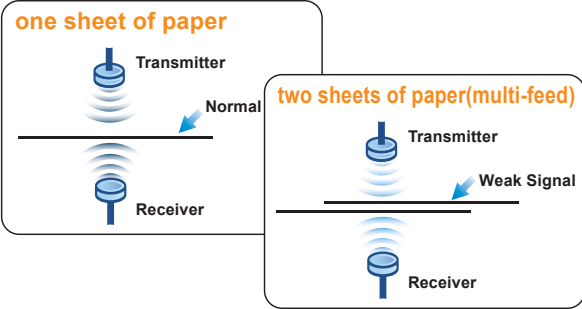 one sheet of paper
Transmitter
Normal
Receiver
two sheets of paper(multi-feed)
Transmitter
Weak Signal
Receiver